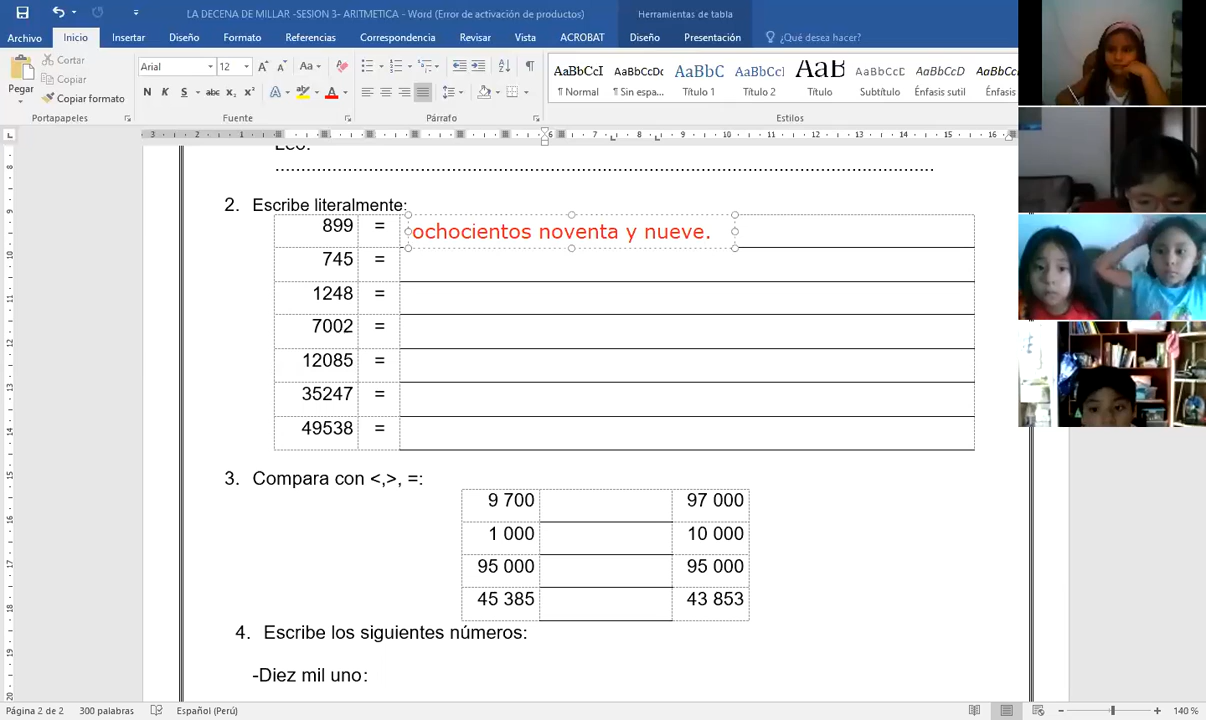 LA DECENA DE MILLAR -SESION 3- ARITMETICA - Word (Error de activación de productos)
Herramientas de tabla
Archivo Inicio Insertar Diseño Formato Referencias Correspondencia Revisar Vista ACROBAT Diseño Presentación ¿Qué desea hacer?
Cortar
Copiar
Copiar formato
Pegar
Arial 12
Portapapeles Fuente Párrafo Estilos
AaBbCcI AaBbCcDc AaBbC AaBbCcI AaB AaBbCcD AaBbCcD AaBbCc
¶ Normal ¶ Sin espa... Título 1 Título 2 Título Subtítulo Énfasis sutil Énfasis
Leo:
2. Escribe literalmente:
899 = ochocientos noventa y nueve.
745 =
1248 =
7002 =
12085 =
35247 =
49538 =
3. Compara con <,>, =:
9 700 97 000
1 000 10 000
95 000 95 000
45 385 43 853
4. Escribe los siguientes números:
-Diez mil uno:
Página 2 de 2 300 palabras Español (Perú) 140 %